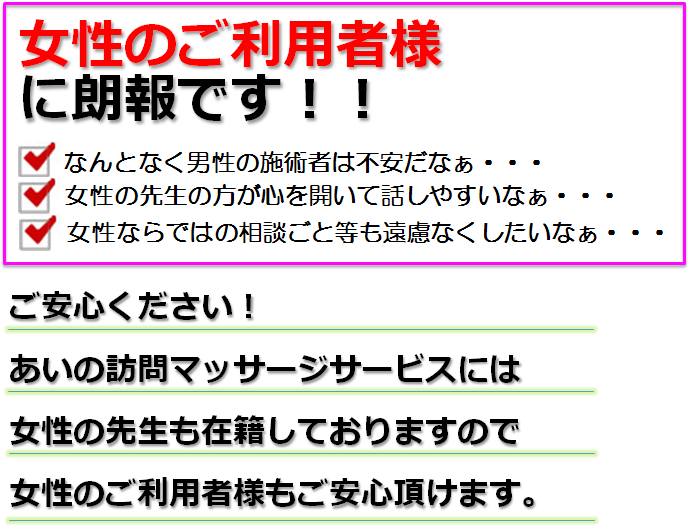 女性のご利用者様
に朗報です！！
なんとなく男性の施術者は不安だなぁ・・・
女性の先生の方が心を開いて話しやすいなぁ・・・
女性ならではの相談ごと等も遠慮なくしたいなぁ・・・
ご安心ください！
あいの訪問マッサージサービスには
女性の先生も在籍しておりますので
女性のご利用者様もご安心頂けます。